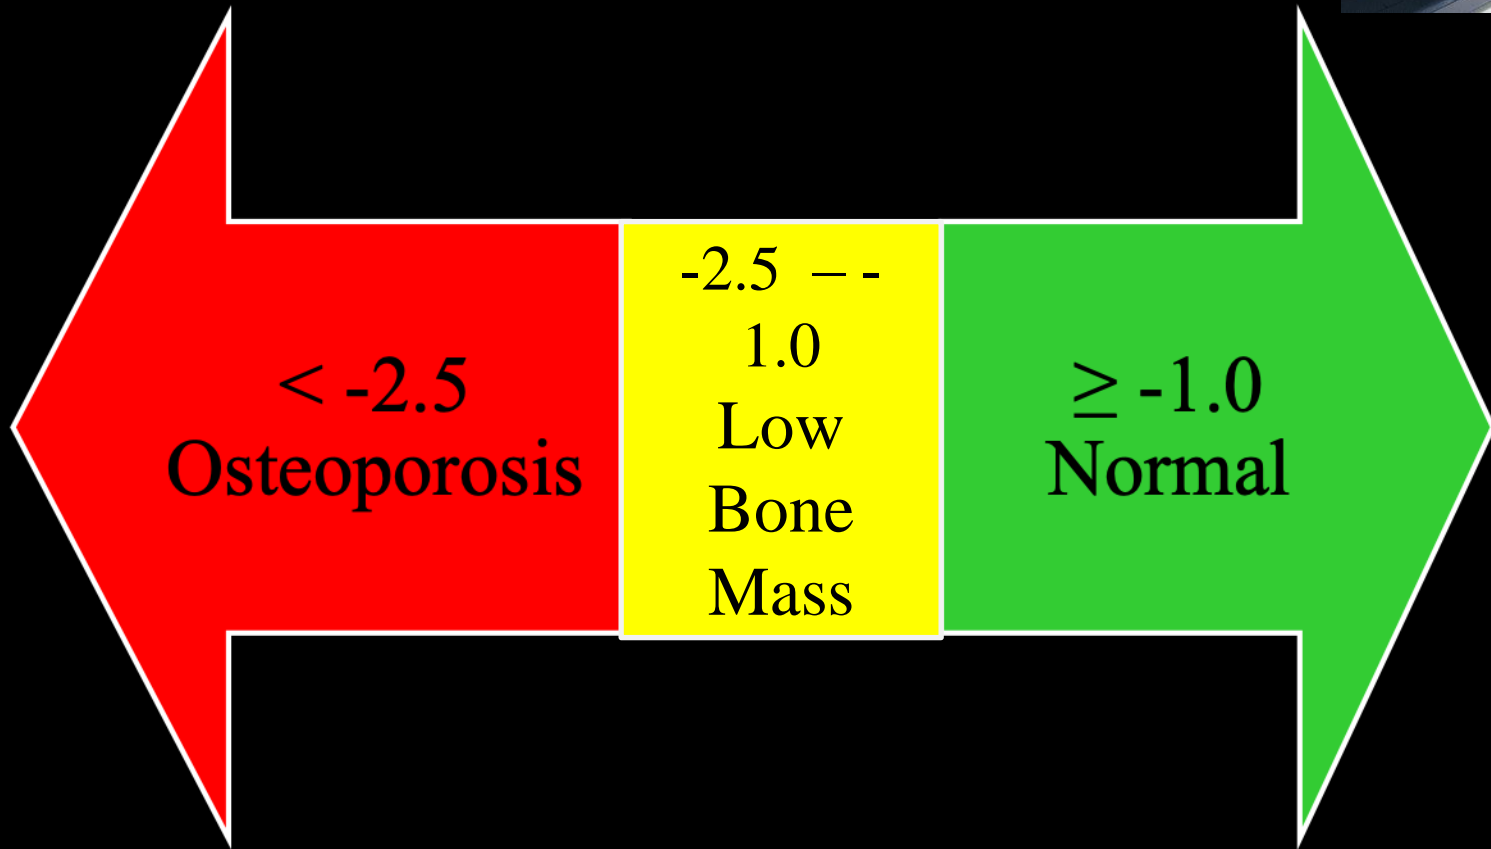 < -2.5
Osteoporosis
-2.5  – -
1.0
Low
Bone
Mass
≥ -1.0
Normal